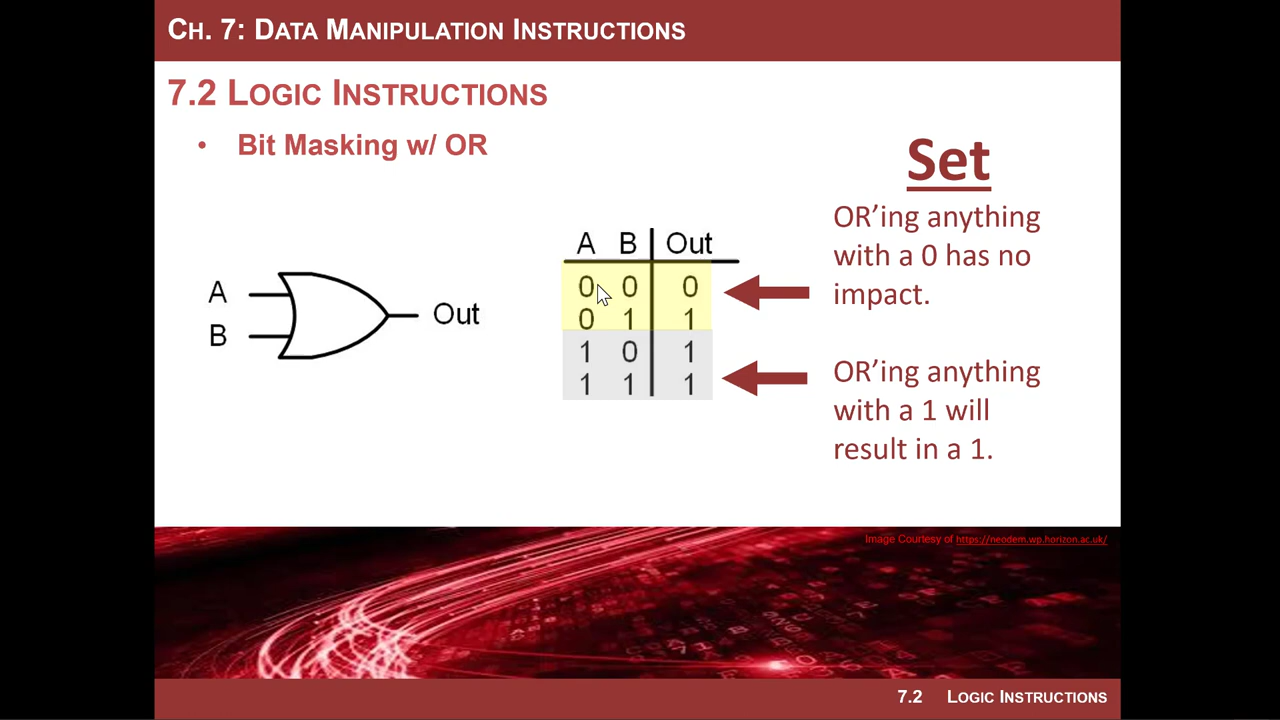 CH. 7: DATA MANIPULATION INSTRUCTIONS
7.2 LOGIC INSTRUCTIONS
• Bit Masking w/ OR
Set
OR’ing anything
with a 0 has no
impact.
OR’ing anything
with a 1 will
result in a 1.
A B Out
0 0 0
0 1 1
1 0 1
1 1 1
A
B
Out
Image Courtesy of https://neodem.wp.horizon.ac.uk/
7.2 LOGIC INSTRUCTIONS